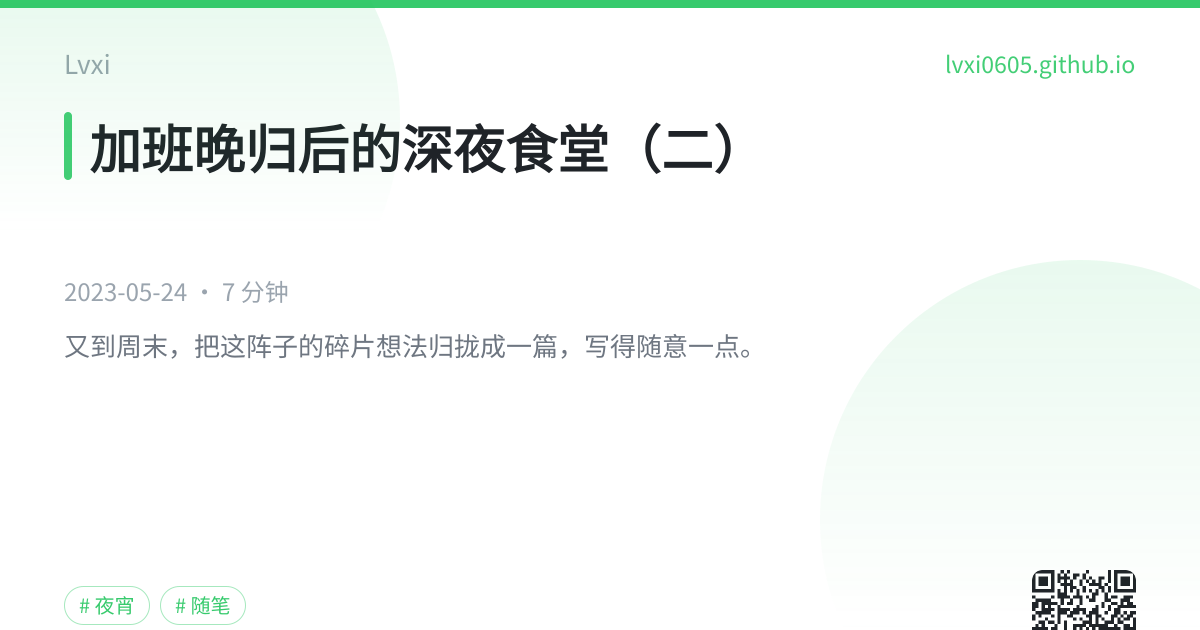 Lvxi
lvxi0605.github.io
加班晚归后的深夜食堂（二）
2023-05-24 · 7 分钟
又到周末，把这阵子的碎片想法归拢成一篇，写得随意一点。
# 夜宵
# 随笔